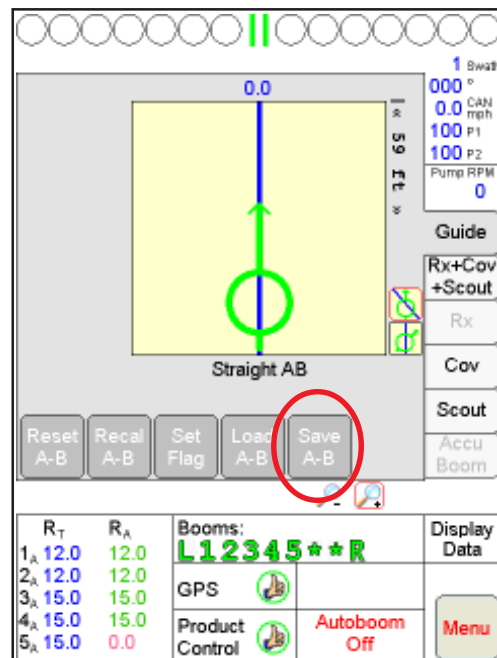 1 Swath
000 °
0.0 CAN mph
100 P1
100 P2
Pump RPM
0
0.0
59 ft
Straight AB
Guide
Rx+Cov
+Scout
Rx
Cov
Scout
Accu
Boom
Reset
A-B
Recal
A-B
Set
Flag
Load
A-B
Save
A-B
RT RA
1A 12.0 12.0
2A 12.0 12.0
3A 15.0 15.0
4A 15.0 15.0
5A 15.0 0.0
Booms:
L12345**R
GPS
Product
Control
Autoboom
Off
Display
Data
Menu